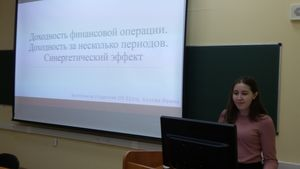 Доходность финансовой операции.
Доходность за несколько периодов.
Синергетический эффект